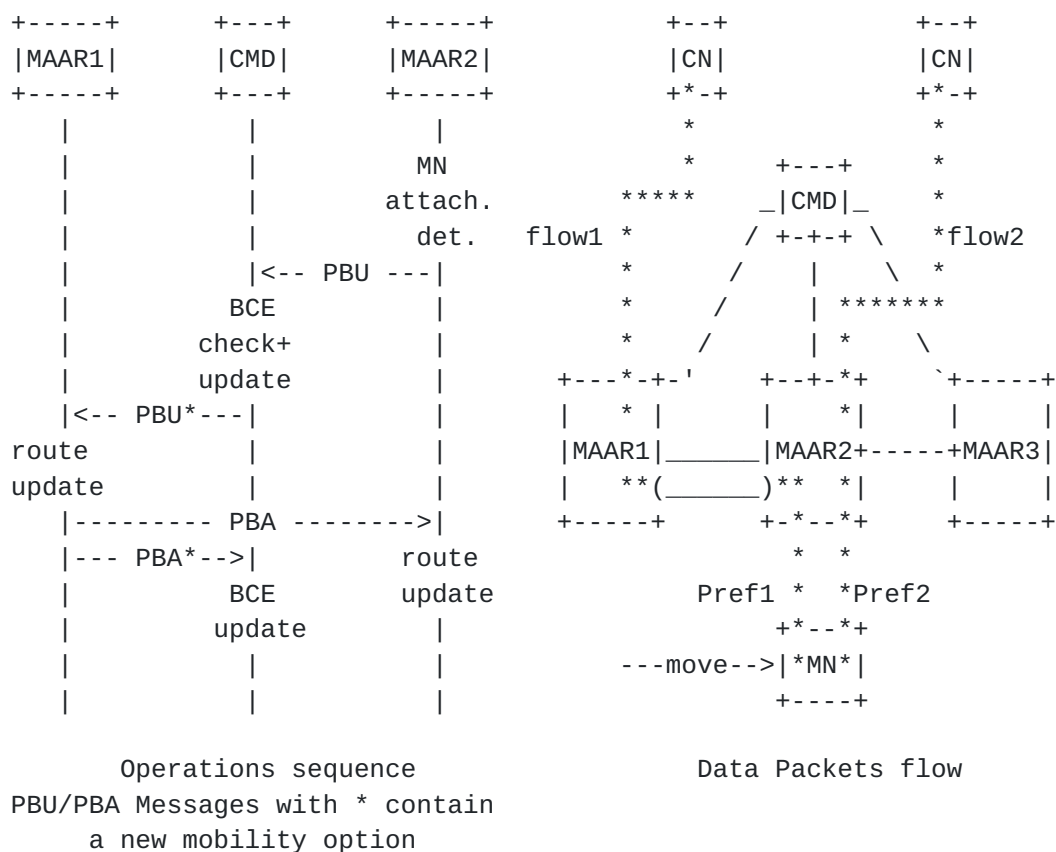 +-----+      +---+      +-----+           +--+            +--+
|MAAR1|      |CMD|      |MAAR2|           |CN|            |CN|
+-----+      +---+      +-----+           +*-+            +*-+
   |           |           |               *               *
   |           |          MN               *     +---+     *
   |           |        attach.        *****    _|CMD|_    *
   |           |          det.   flow1 *       / +-+-+ \   *flow2
   |           |<-- PBU ---|           *      /    |    \  *
   |          BCE          |           *     /     | *******
   |        check+         |           *    /      | *    \
   |        update         |       +---*-+-'    +--+-*+    `+-----+
   |<-- PBU*---|           |       |   * |      |    *|     |     |
route          |           |       |MAAR1|______|MAAR2+-----+MAAR3|
update         |           |       |   **(______)**  *|     |     |
   |--------- PBA -------->|       +-----+      +-*--*+     +-----+
   |--- PBA*-->|         route                    *  *
   |          BCE        update             Pref1 *  *Pref2
   |         update        |                     +*--*+
   |           |           |           ---move-->|*MN*|
   |           |           |                     +----+
       Operations sequence                  Data Packets flow
PBU/PBA Messages with * contain
     a new mobility option